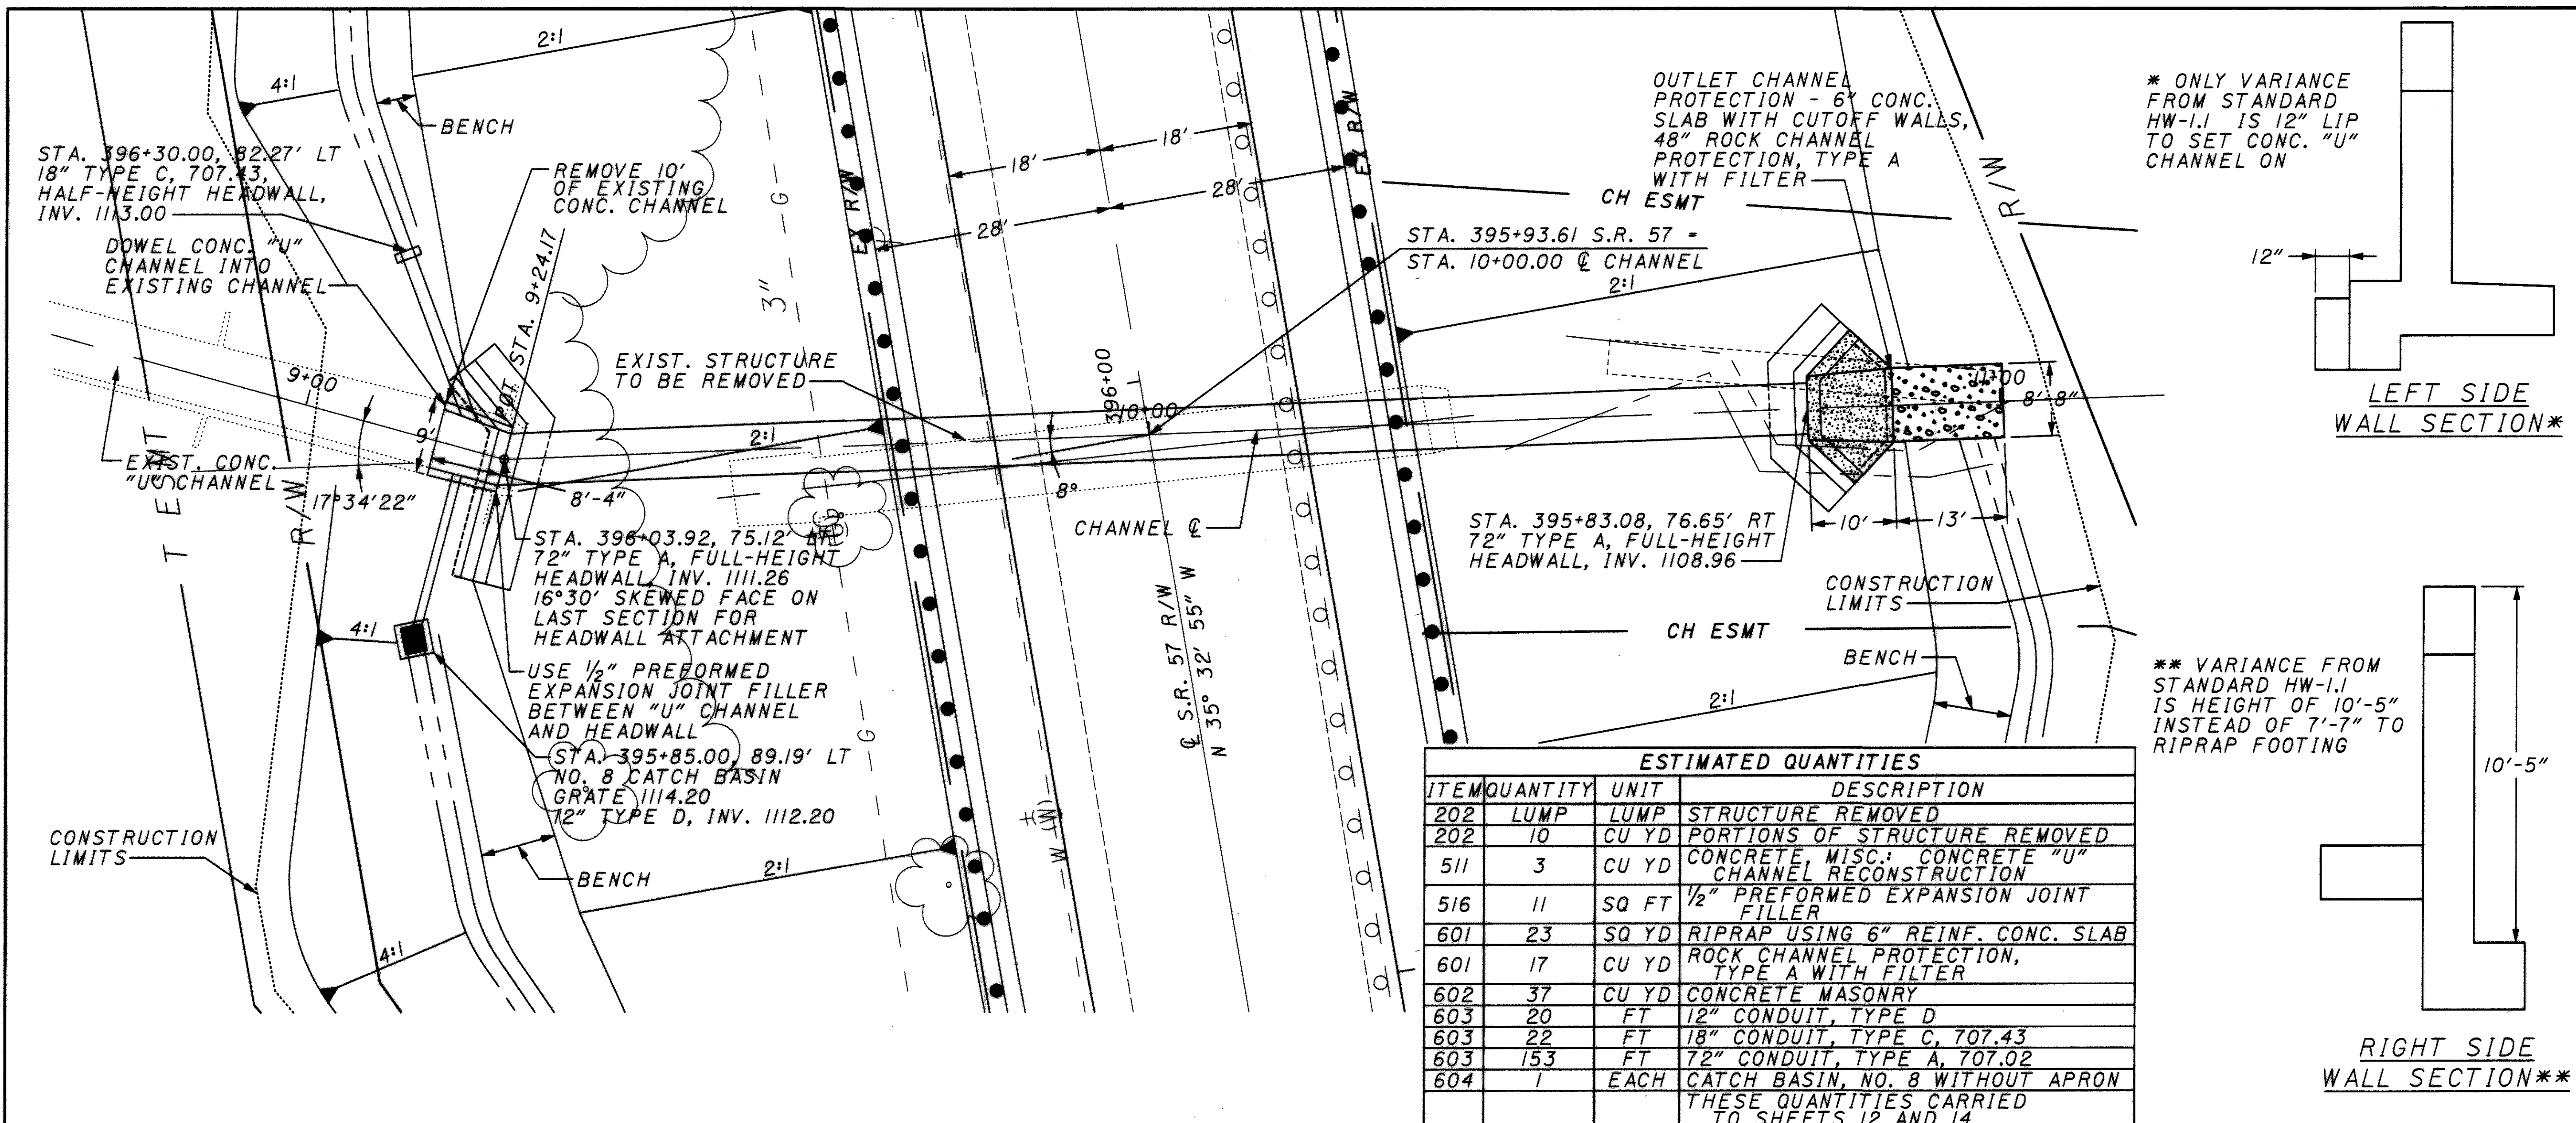 2:1
4:1
BENCH
STA. 396+30.00, 82.27' LT
18" TYPE C, 707.43,
HALF-HEIGHT HEADWALL,
INV. 1113.00
REMOVE 10'
OF EXISTING
CONC. CHANNEL
DOWEL CONC. "U"
CHANNEL INTO
EXISTING CHANNEL
POT STA. 9+24.17
3"
G
EX R/W
18'
18'
28'
28'
EX R/W
OUTLET CHANNEL
PROTECTION - 6" CONC.
SLAB WITH CUTOFF WALLS,
48" ROCK CHANNEL
PROTECTION, TYPE A
WITH FILTER
CH ESMT
R/W
STA. 395+93.61 S.R. 57 =
STA. 10+00.00 ℄ CHANNEL
2:1
* ONLY VARIANCE
FROM STANDARD
HW-1.1 IS 12" LIP
TO SET CONC. "U"
CHANNEL ON
12"
LEFT SIDE
WALL SECTION*
EXIST. STRUCTURE
TO BE REMOVED
9+00
396+00
10+00
11+00
8'-8"
9'
2:1
EXIST. CONC.
"U" CHANNEL
T EMT
R/W
17°34'22"
8'-4"
8°
CHANNEL ℄
STA. 396+03.92, 75.12' LT
72" TYPE A, FULL-HEIGHT
HEADWALL, INV. 1111.26
16°30' SKEWED FACE ON
LAST SECTION FOR
HEADWALL ATTACHMENT
STA. 395+83.08, 76.65' RT
72" TYPE A, FULL-HEIGHT
HEADWALL, INV. 1108.96
10'
13'
CONSTRUCTION
LIMITS
4:1
℄ S.R. 57 R/W
N 35° 32' 55" W
CH ESMT
BENCH
2:1
USE 1/2" PREFORMED
EXPANSION JOINT FILLER
BETWEEN "U" CHANNEL
AND HEADWALL
G
STA. 395+85.00, 89.19' LT
NO. 8 CATCH BASIN
GRATE 1114.20
12" TYPE D, INV. 1112.20
W
CONSTRUCTION
LIMITS
BENCH
2:1
4:1
** VARIANCE FROM
STANDARD HW-1.1
IS HEIGHT OF 10'-5"
INSTEAD OF 7'-7" TO
RIPRAP FOOTING
10'-5"
RIGHT SIDE
WALL SECTION**
ESTIMATED QUANTITIES
ITEM QUANTITY UNIT DESCRIPTION
202 LUMP LUMP STRUCTURE REMOVED
202 10 CU YD PORTIONS OF STRUCTURE REMOVED
511 3 CU YD CONCRETE, MISC.: CONCRETE "U"
CHANNEL RECONSTRUCTION
516 11 SQ FT 1/2" PREFORMED EXPANSION JOINT
FILLER
601 23 SQ YD RIPRAP USING 6" REINF. CONC. SLAB
601 17 CU YD ROCK CHANNEL PROTECTION,
TYPE A WITH FILTER
602 37 CU YD CONCRETE MASONRY
603 20 FT 12" CONDUIT, TYPE D
603 22 FT 18" CONDUIT, TYPE C, 707.43
603 153 FT 72" CONDUIT, TYPE A, 707.02
604 1 EACH CATCH BASIN, NO. 8 WITHOUT APRON
THESE QUANTITIES CARRIED
TO SHEETS 12 AND 14